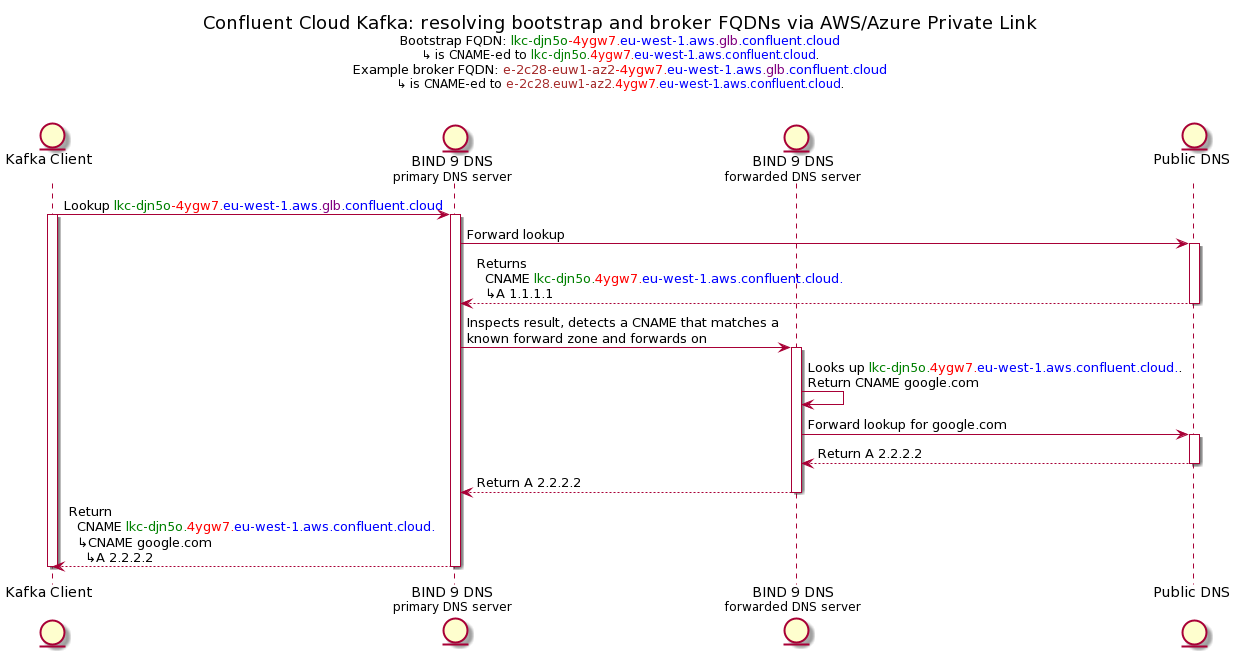 Confluent Cloud Kafka: resolving bootstrap and broker FQDNs via AWS/Azure Private Link
Bootstrap FQDN: lkc-djn5o-4ygw7.eu-west-1.aws.glb.confluent.cloud
↳ is CNAME-ed to lkc-djn5o.4ygw7.eu-west-1.aws.confluent.cloud.
Example broker FQDN: e-2c28-euw1-az2-4ygw7.eu-west-1.aws.glb.confluent.cloud
↳ is CNAME-ed to e-2c28.euw1-az2.4ygw7.eu-west-1.aws.confluent.cloud.
Kafka Client
BIND 9 DNS
primary DNS server
BIND 9 DNS
forwarded DNS server
Public DNS
Lookup lkc-djn5o-4ygw7.eu-west-1.aws.glb.confluent.cloud
Forward lookup
Returns
CNAME lkc-djn5o.4ygw7.eu-west-1.aws.confluent.cloud.
↳A 1.1.1.1
Inspects result, detects a CNAME that matches a
known forward zone and forwards on
Looks up lkc-djn5o.4ygw7.eu-west-1.aws.confluent.cloud..
Return CNAME google.com
Forward lookup for google.com
Return A 2.2.2.2
Return A 2.2.2.2
Return
CNAME lkc-djn5o.4ygw7.eu-west-1.aws.confluent.cloud.
↳CNAME google.com
↳A 2.2.2.2
Kafka Client
BIND 9 DNS
primary DNS server
BIND 9 DNS
forwarded DNS server
Public DNS